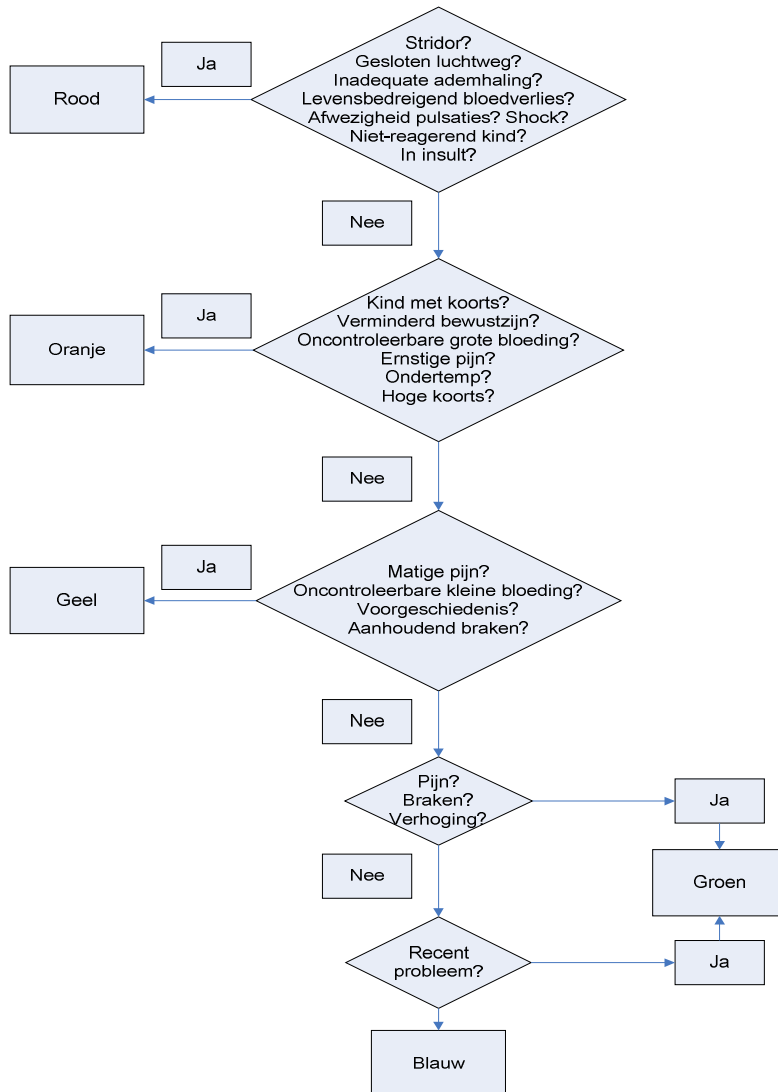 Stridor?
Gesloten luchtweg?
Inadequate ademhaling?
Levensbedreigend bloedverlies?
Afwezigheid pulsaties? Shock?
Niet-reagerend kind?
In insult?
Ja
Rood
Nee
Kind met koorts?
Verminderd bewustzijn?
Oncontroleerbare grote bloeding?
Ernstige pijn?
Ondertemp?
Hoge koorts?
Ja
Oranje
Nee
Matige pijn?
Oncontroleerbare kleine bloeding?
Voorgeschiedenis?
Aanhoudend braken?
Ja
Geel
Nee
Pijn?
Braken?
Verhoging?
Ja
Groen
Nee
Recent
probleem?
Ja
Blauw